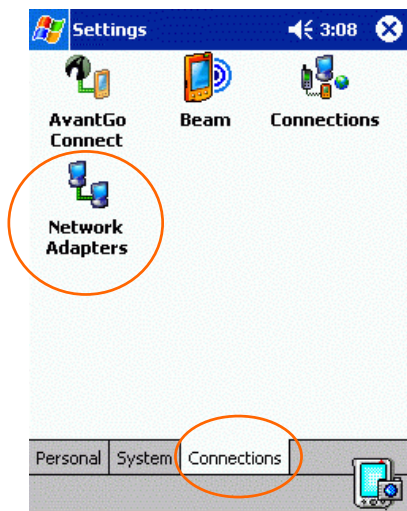 Settings 3:08
AvantGo
Connect
Beam
Connections
Network
Adapters
Personal System Connections